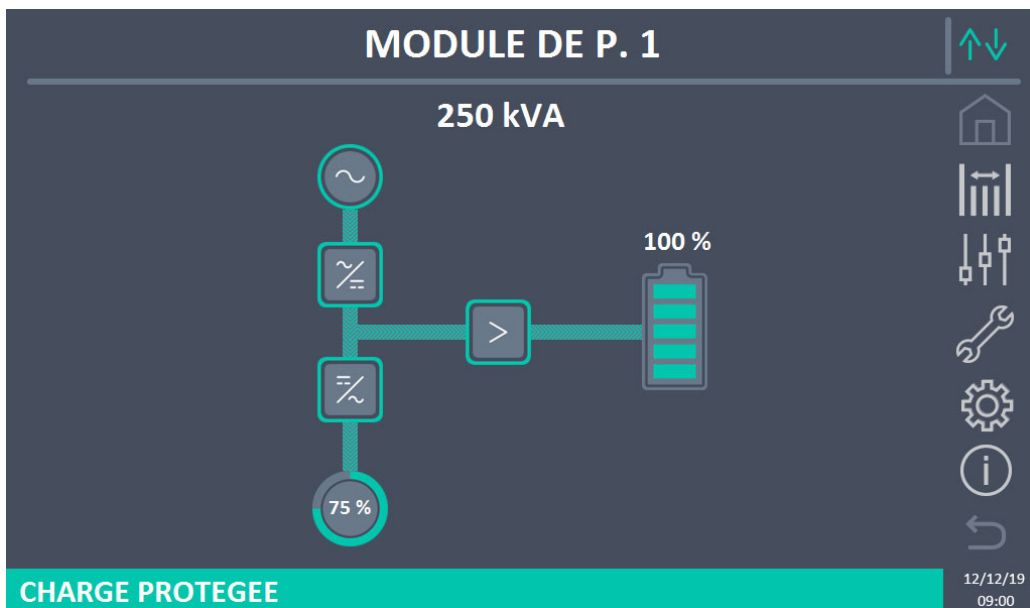 MODULE DE P. 1
250 kVA
100 %
75 %
CHARGE PROTEGEE
12/12/19
09:00